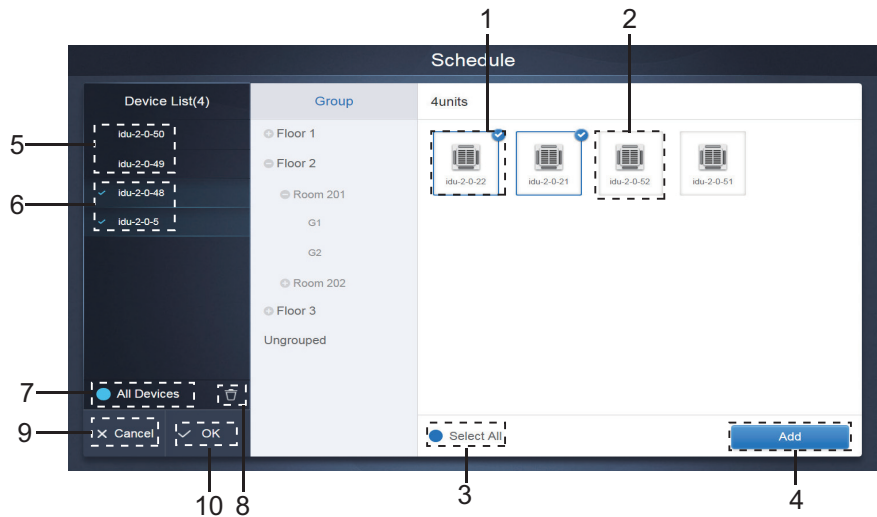 1
2
Schedule
Device List(4)
Group
4units
5
idu-2-0-50
idu-2-0-49
6
idu-2-0-48
idu-2-0-5
Floor 1
Floor 2
Room 201
G1
G2
Room 202
Floor 3
Ungrouped
idu-2-0-22
idu-2-0-21
idu-2-0-52
idu-2-0-51
7
All Devices
9
Cancel
OK
Select All
Add
10
8
3
4